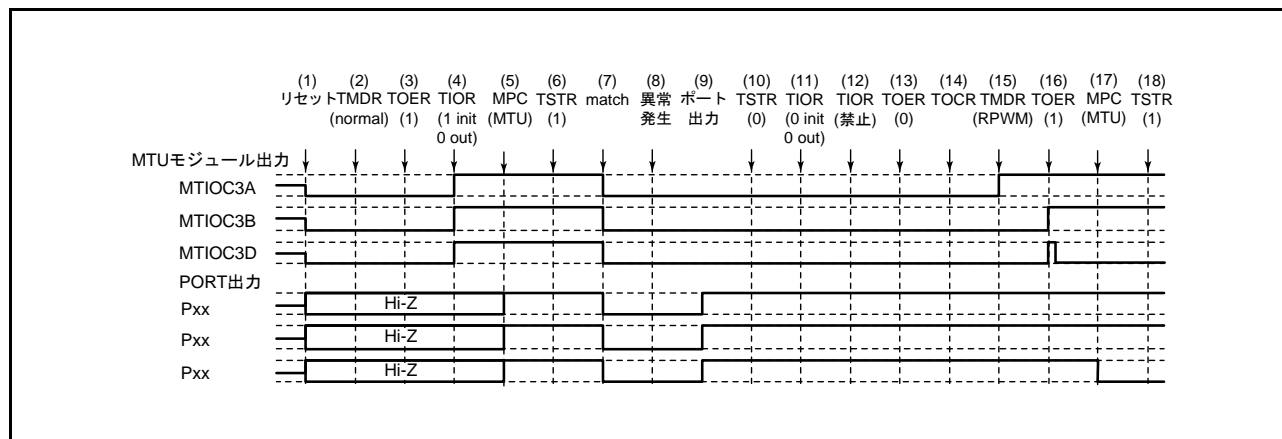 (1) (2) (3) (4) (5) (6) (7) (8) (9) (10) (11) (12) (13) (14) (15) (16) (17) (18)
リセット TMDR TOER TIOR MPC TSTR match 異常 ポート TSTR TIOR TIOR TOER TOCR TMDR TOER MPC TSTR
(normal) (1) (1 init (MTU) (1) 発生 出力 (0) (0 init (禁止) (0) (RPWM) (1) (MTU) (1)
0 out) 0 out)
MTUモジュール出力
MTIOC3A
MTIOC3B
MTIOC3D
PORT出力
Pxx Hi-Z
Pxx Hi-Z
Pxx Hi-Z